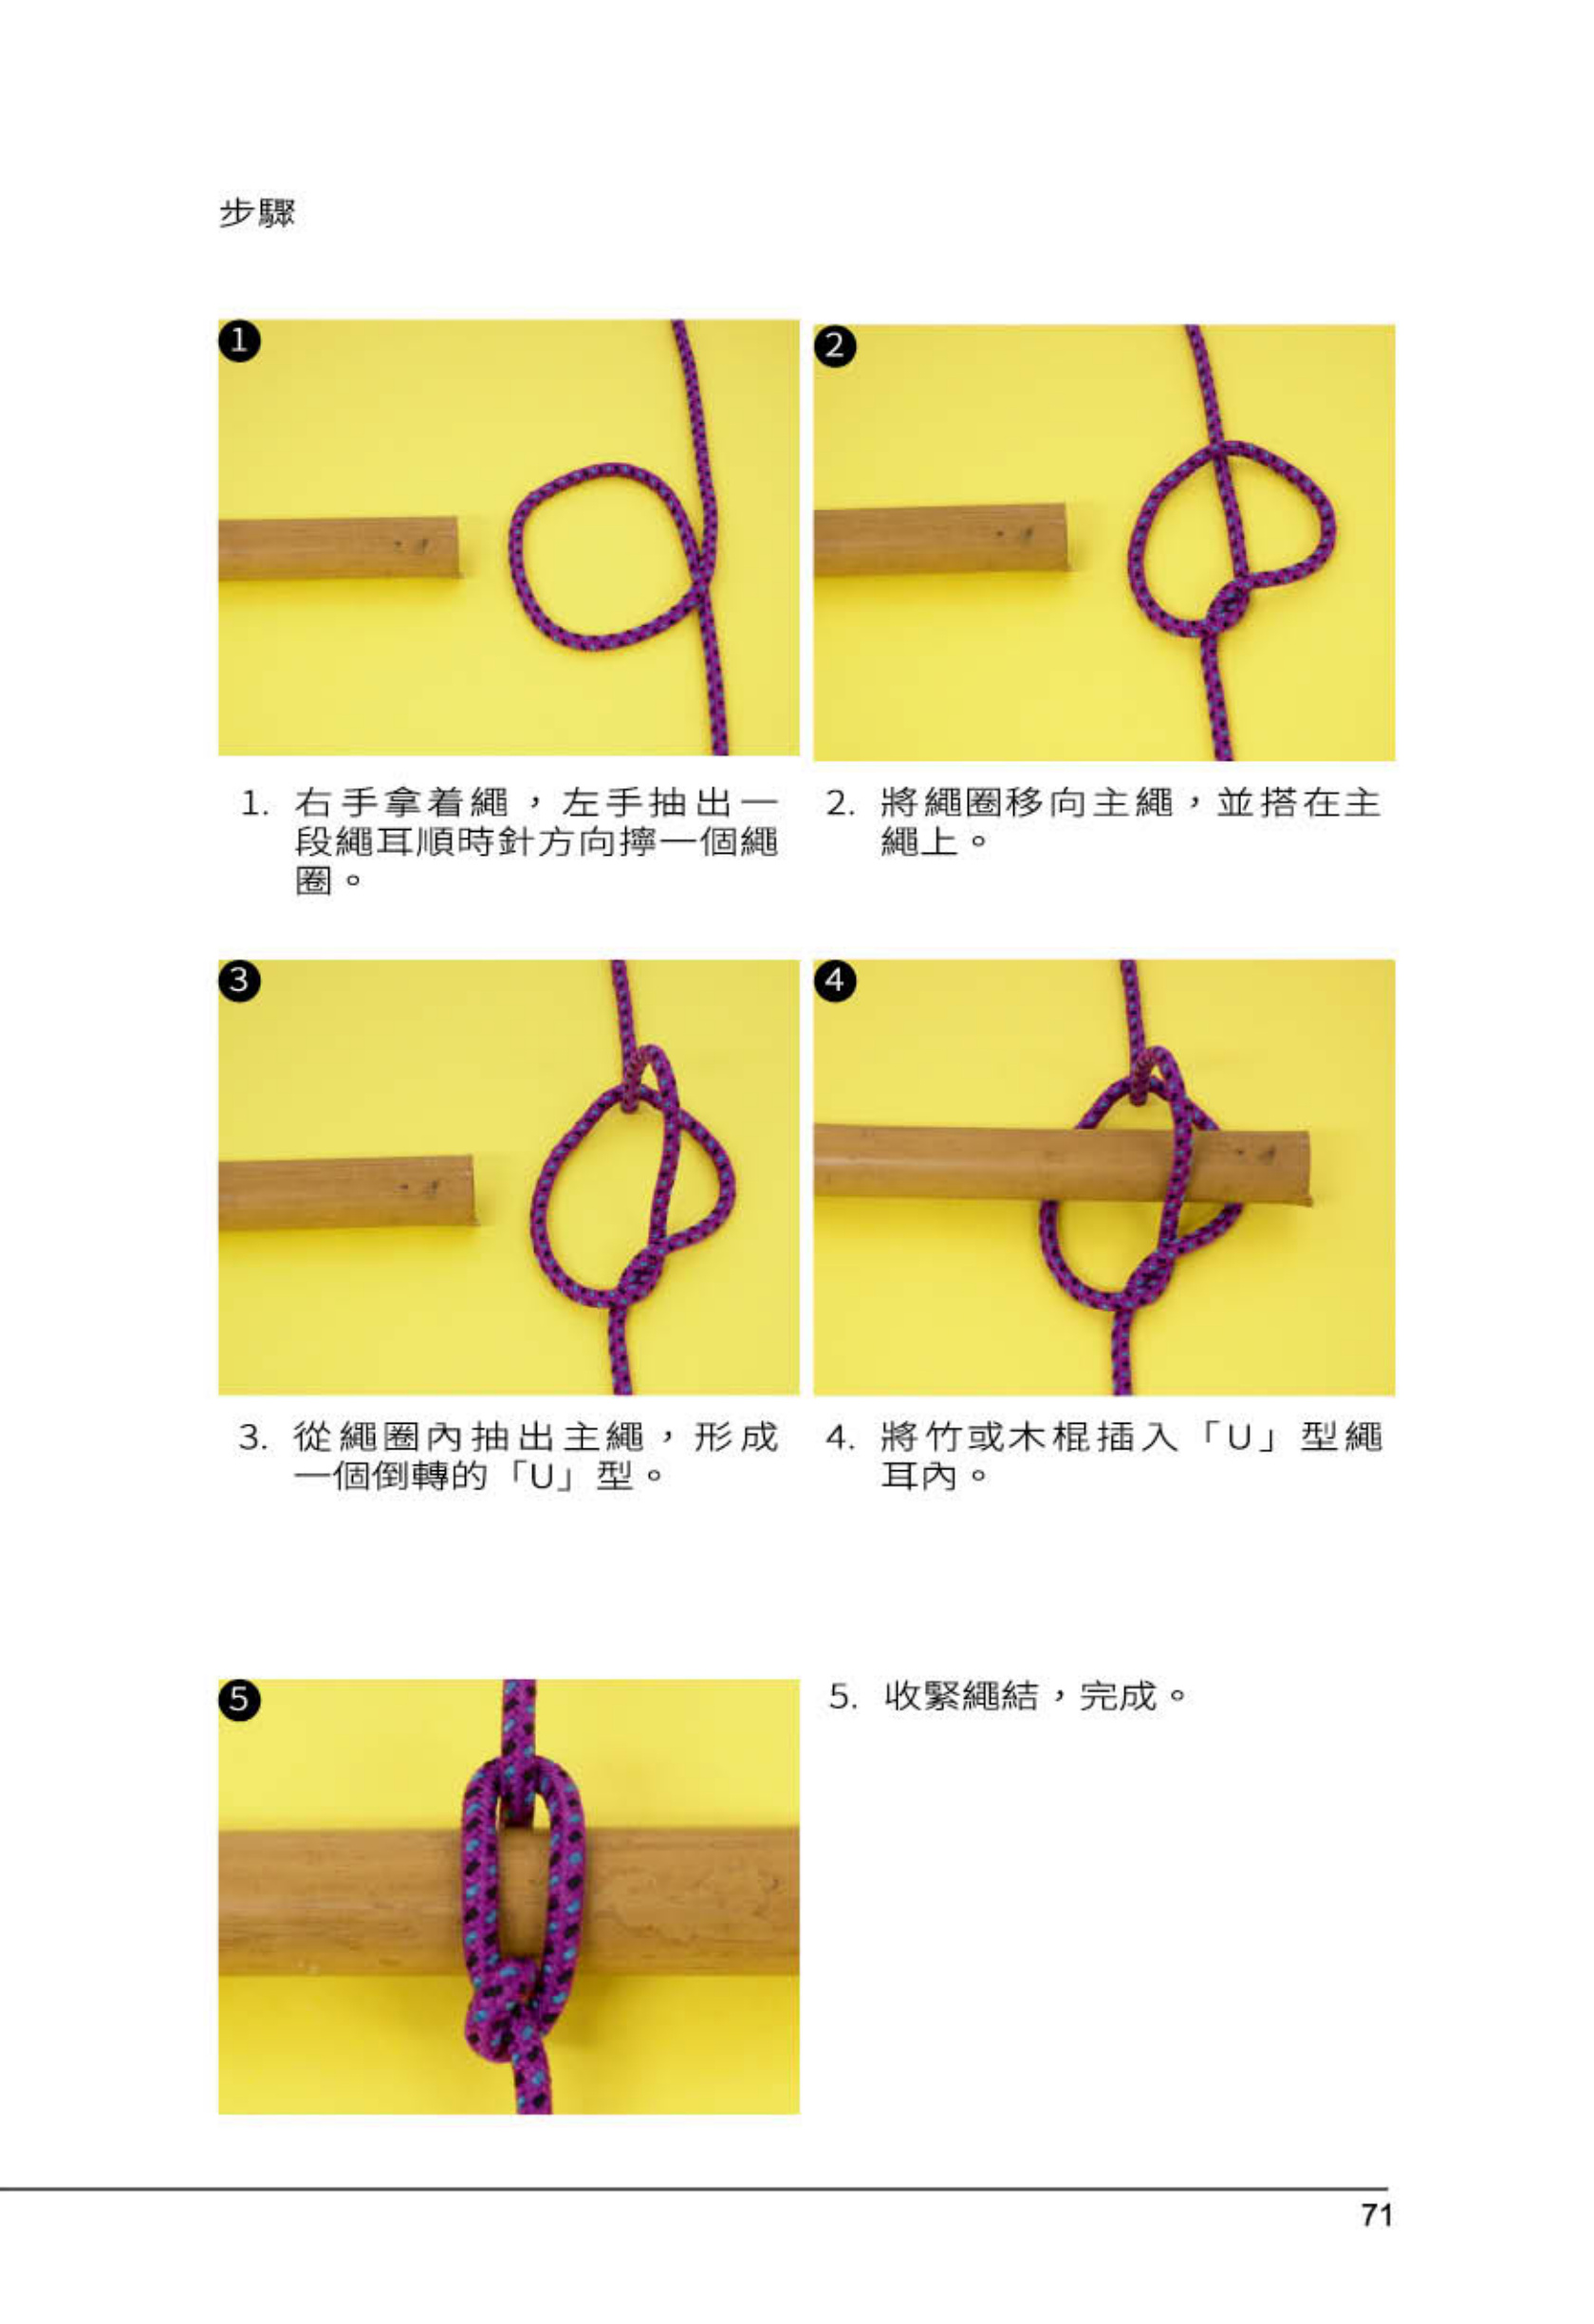 步驟
1
2
1. 右手拿着繩，左手抽出一
段繩耳順時針方向擰一個繩
圈。
2. 將繩圈移向主繩，並搭在主
繩上。
3
4
3. 從繩圈內抽出主繩，形成
一個倒轉的「U」型。
4. 將竹或木棍插入「U」型繩
耳內。
5
5. 收緊繩結，完成。
71